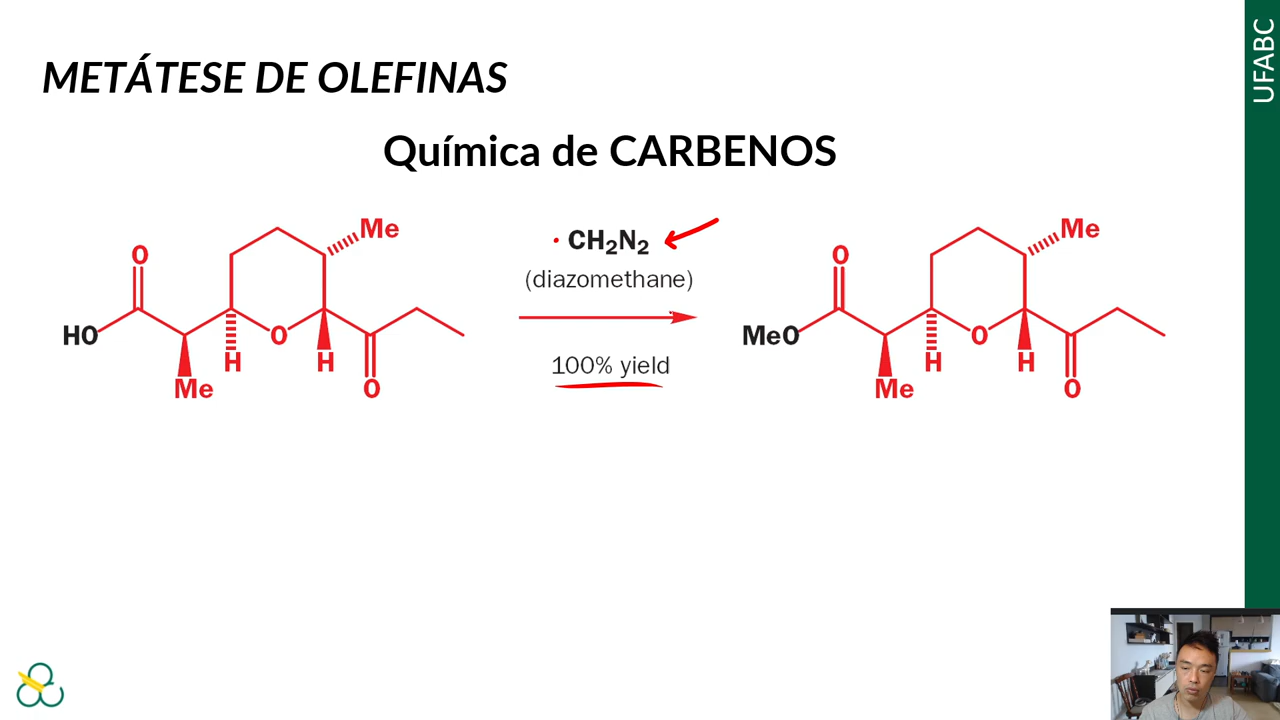 METÁTESE DE OLEFINAS
Química de CARBENOS
UFABC
O
HO
Me
H
O
H
Me
O
· CH₂N₂
(diazomethane)
100% yield
O
MeO
Me
H
O
H
Me
O